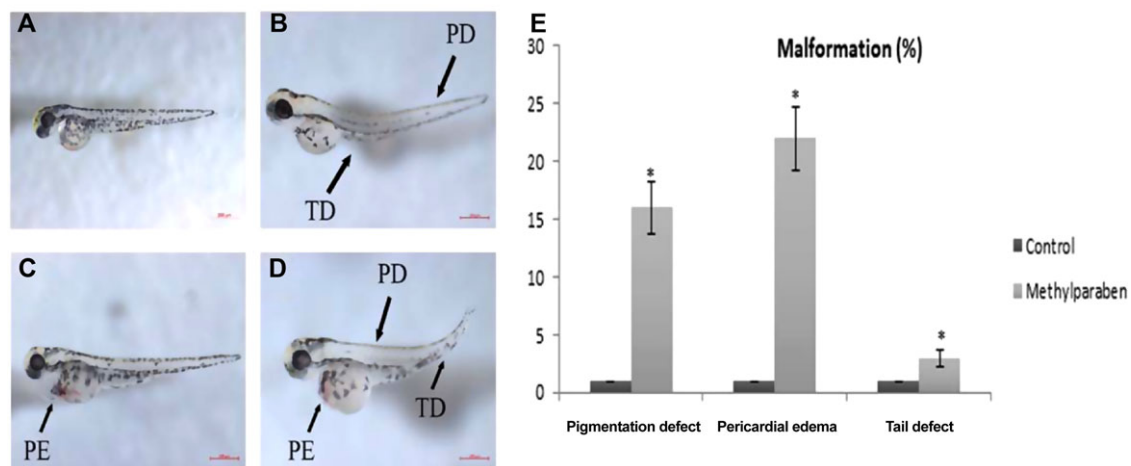 A
B
PD
TD
C
PE
D
PD
TD
PE
E
Malformation (%)
30
25
20
15
10
5
0
*
*
*
Pigmentation defect
Pericardial edema
Tail defect
Control
Methylparaben